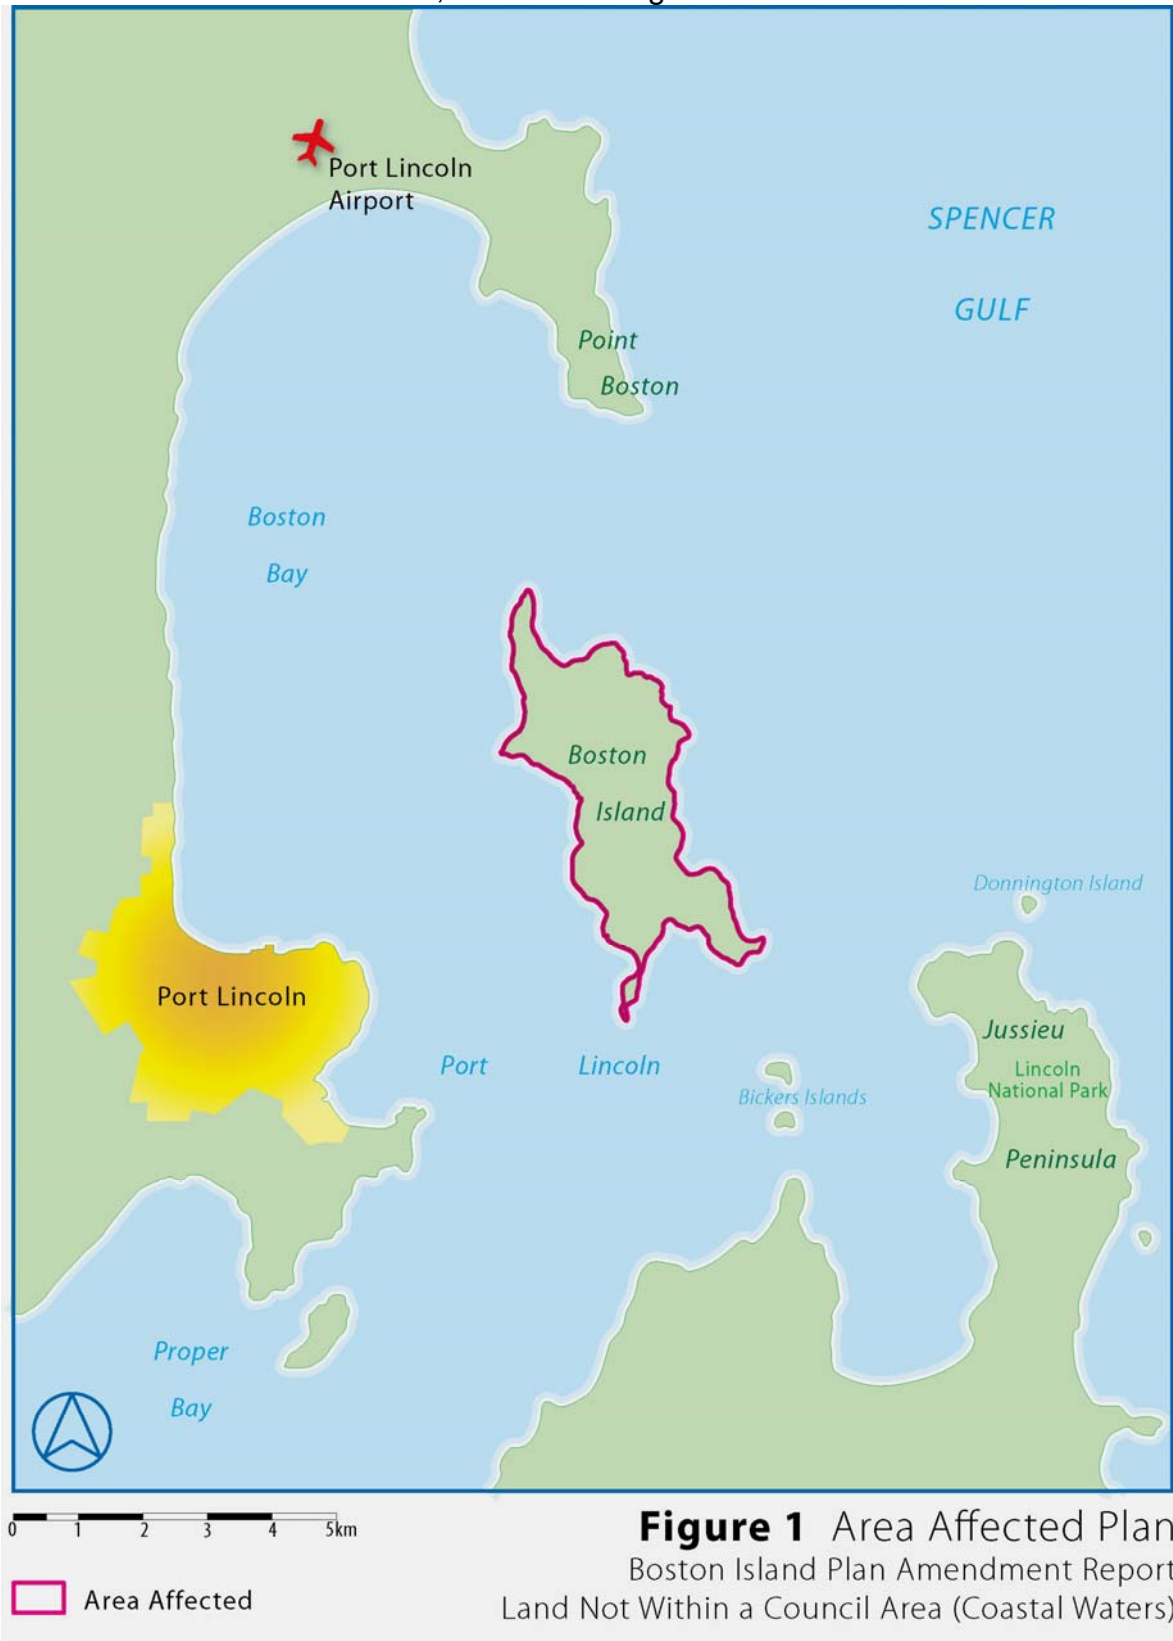 Port Lincoln
Airport
SPENCER
GULF
Point
Boston
Boston
Bay
Boston
Island
Donnington Island
Port Lincoln
Jussieu
Port Lincoln
Lincoln
National Park
Bickers Islands
Peninsula
Proper
Bay
0 1 2 3 4 5km
Figure 1 Area Affected Plan
Boston Island Plan Amendment Report
Area Affected
Land Not Within a Council Area (Coastal Waters)